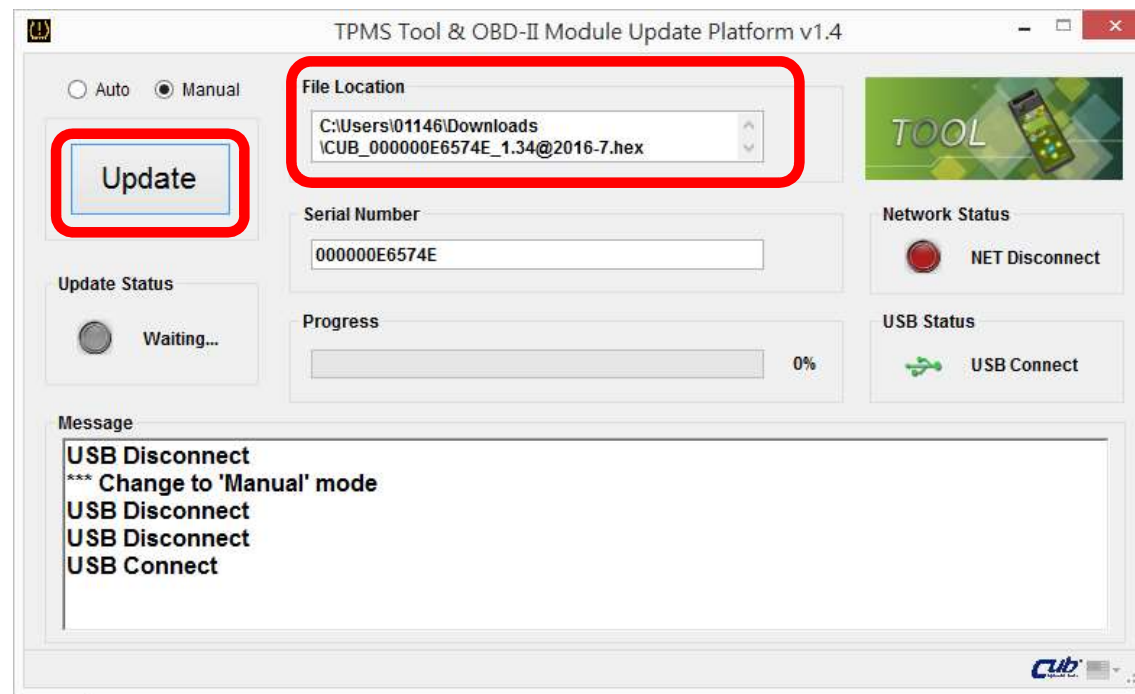 TPMS Tool & OBD-II Module Update Platform v1.4
Auto Manual
File Location
C:\Users\01146\Downloads
\CUB_000000E6574E_1.34@2016-7.hex
TOOL
Update
Serial Number
000000E6574E
Network Status
NET Disconnect
Update Status
Waiting...
Progress
0%
USB Status
USB Connect
Message
USB Disconnect
*** Change to 'Manual' mode
USB Disconnect
USB Disconnect
USB Connect
cub